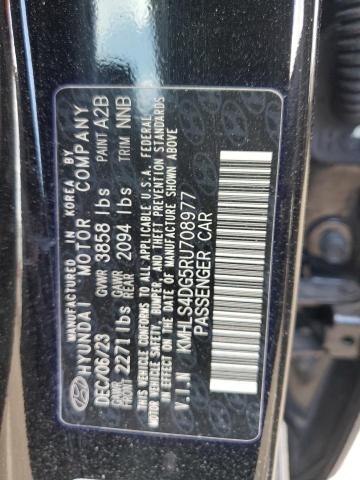 MANUFACTURED IN KOREA BY
HYUNDAI MOTOR COMPANY
DEC/06/23 GVWR 3858 lbs PAINT A2B
GAWR FRONT 2271 lbs GAWR REAR 2094 lbs TRIM NNB
THIS VEHICLE CONFORMS TO ALL APPLICABLE U.S.A. FEDERAL
MOTOR VEHICLE SAFETY, BUMPER, AND THEFT PREVENTION STANDARDS
IN EFFECT ON THE DATE OF MANUFACTURE SHOWN ABOVE
V.I.N KMHLS4DG5RU708977
PASSENGER CAR